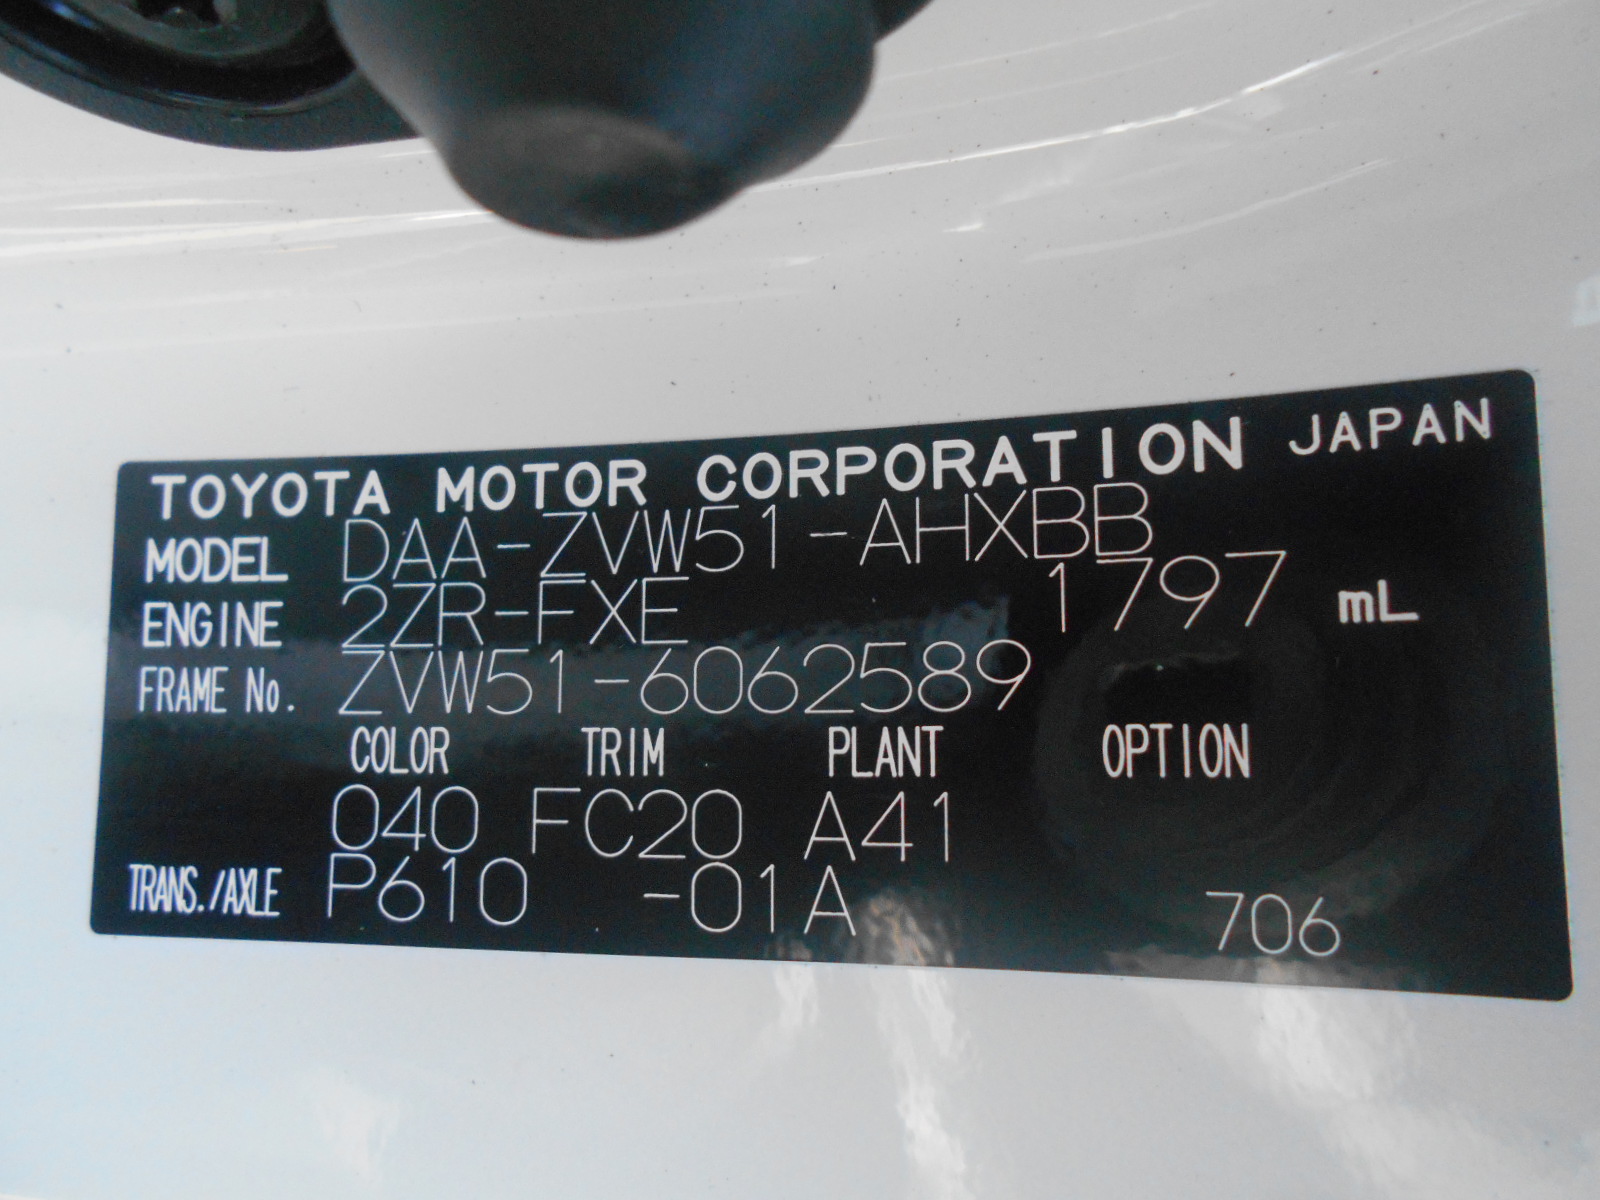 TOYOTA MOTOR CORPORATION JAPAN
MODEL DAA-ZVW51-AHXBB
ENGINE 2ZR-FXE 1797 mL
FRAME No. ZVW51-6062589
COLOR TRIM PLANT OPTION
040 FC20 A41
TRANS./AXLE P610 -01A 706